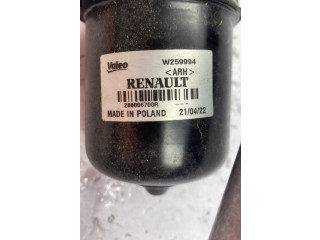 Valeo W259994
<ARH>
RENAULT
288006700R ---
MADE IN POLAND 21/04/22